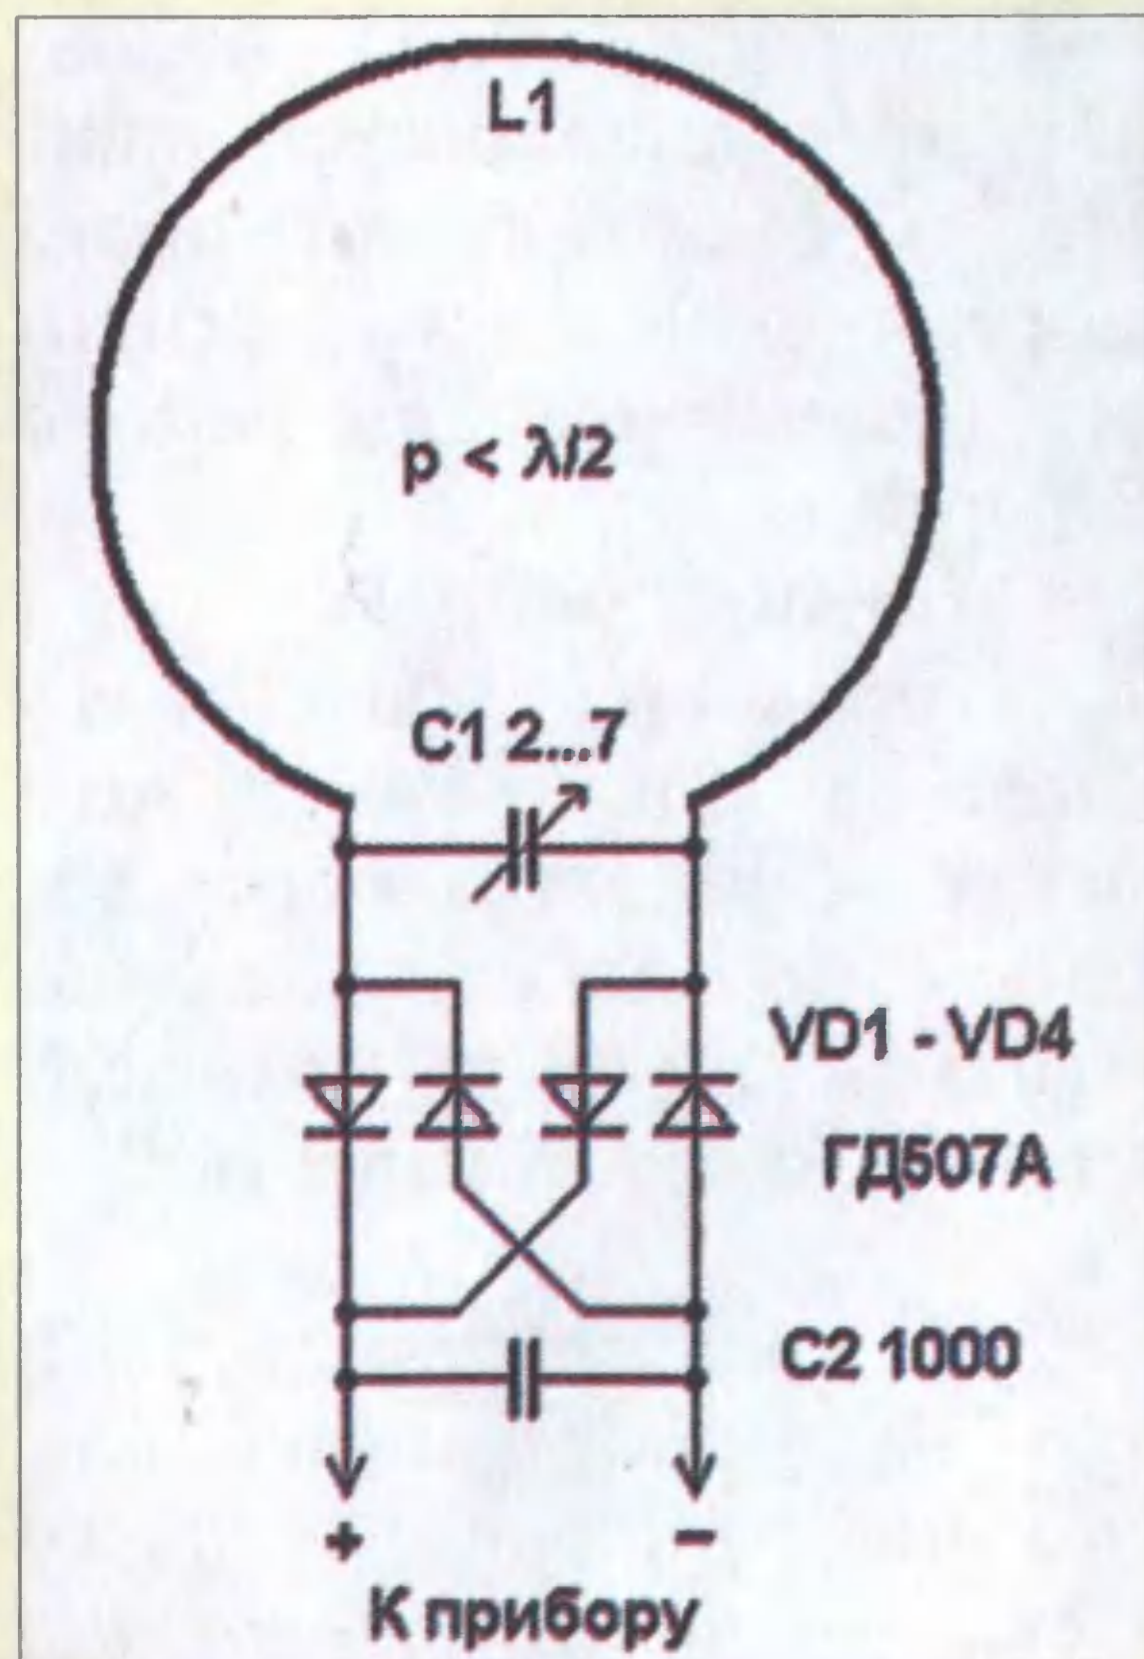 L1
p < λ/2
C1 2...7
VD1 - VD4
ГД507А
C2 1000
+ −
К прибору